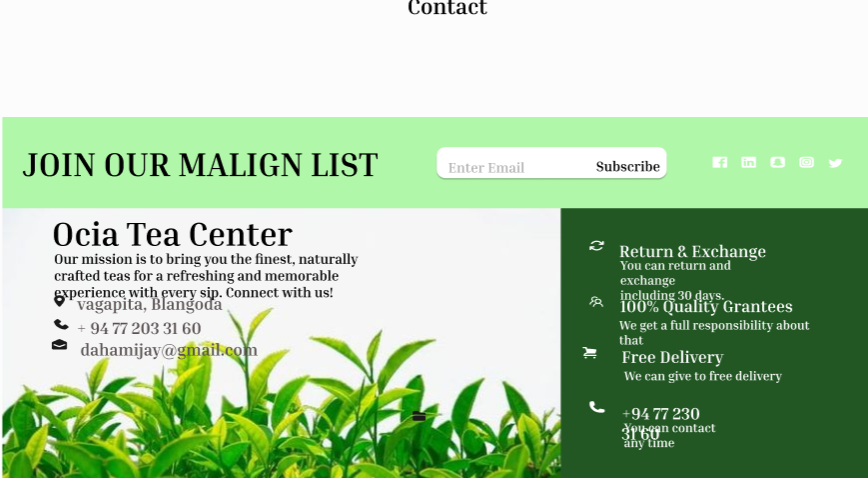 Contact
JOIN OUR MALIGN LIST
Enter Email
Subscribe
Ocia Tea Center
Our mission is to bring you the finest, naturally
crafted teas for a refreshing and memorable
experience with every sip. Connect with us!
vagapita, Blangoda
+ 94 77 203 31 60
dahamijay@gmail.com
Return & Exchange
You can return and
exchange
including 30 days.
100% Quality Grantees
We get a full responsibility about
that
Free Delivery
We can give to free delivery
+94 77 230
31 60
You can contact
any time